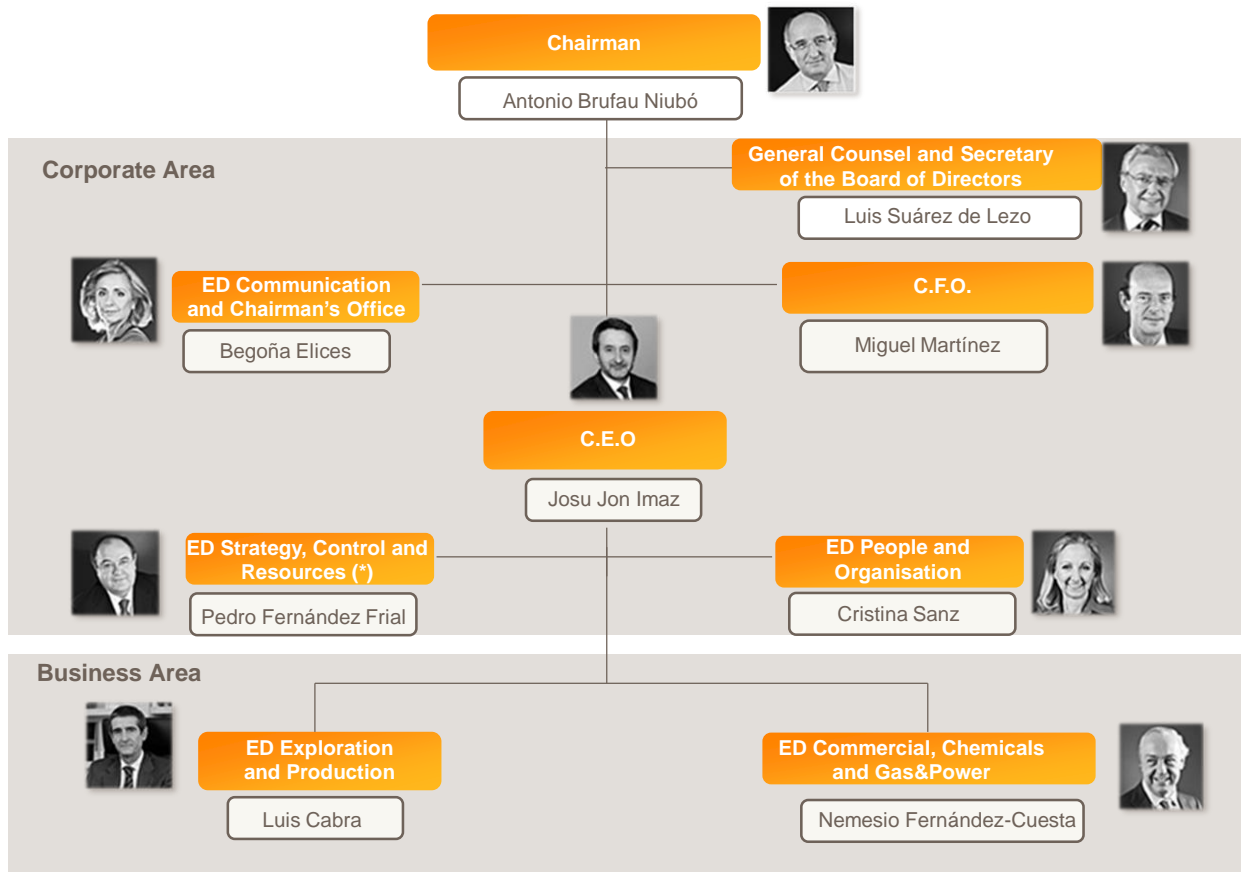 Chairman
Antonio Brufau Niubó
Corporate Area
General Counsel and Secretary
of the Board of Directors
Luis Suárez de Lezo
ED Communication
and Chairman's Office
Begoña Elices
C.F.O.
Miguel Martínez
C.E.O
Josu Jon Imaz
ED Strategy, Control and
Resources (*)
Pedro Fernández Frial
ED People and
Organisation
Cristina Sanz
Business Area
ED Exploration
and Production
Luis Cabra
ED Commercial, Chemicals
and Gas&Power
Nemesio Fernández-Cuesta